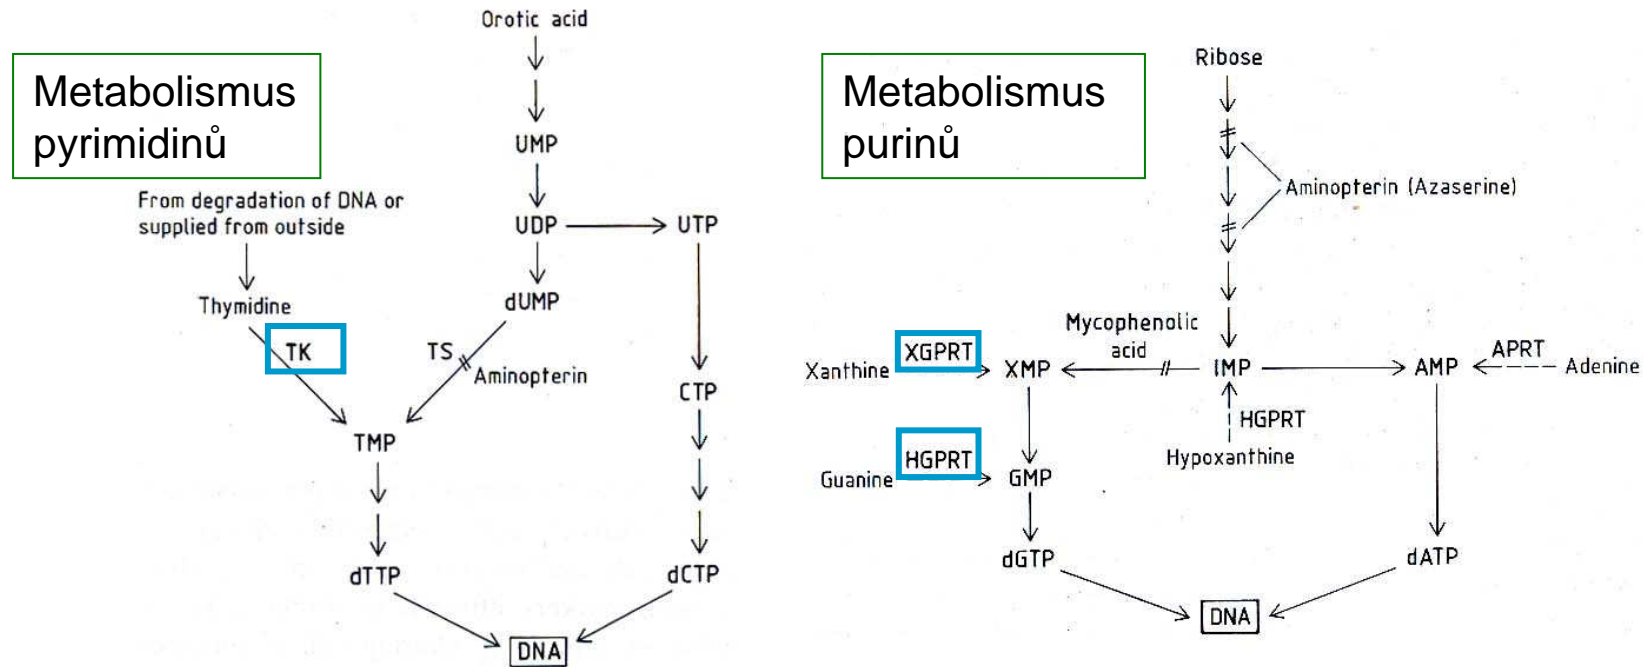 Orotic acid
Metabolismus
pyrimidinů
UMP
From degradation of DNA or
supplied from outside
UDP
UTP
Thymidine
dUMP
TK
TS
Aminopterin
CTP
TMP
dTTP
dCTP
DNA
Metabolismus
purinů
Ribose
Aminopterin (Azaserine)
Mycophenolic
acid
Xanthine
XGPRT
XMP
IMP
AMP
APRT
Adenine
HGPRT
Hypoxanthine
Guanine
HGPRT
GMP
dGTP
dATP
DNA